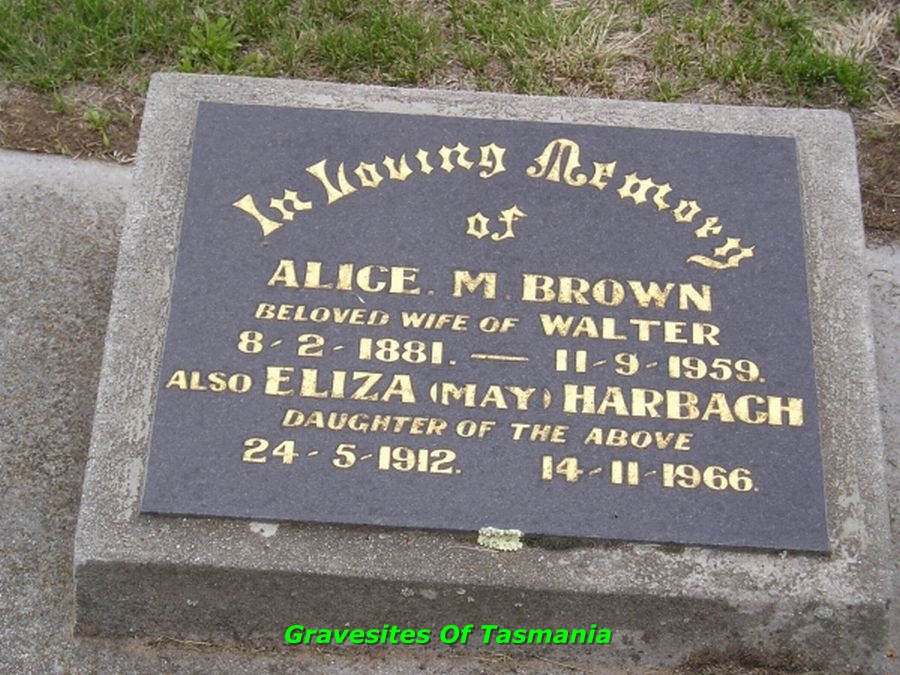 In Loving Memory
of
ALICE. M. BROWN
BELOVED WIFE OF WALTER
8-2-1881. — 11-9-1959.
ALSO ELIZA (MAY) HARBACH
DAUGHTER OF THE ABOVE
24-5-1912. 14-11-1966.
Gravesites Of Tasmania